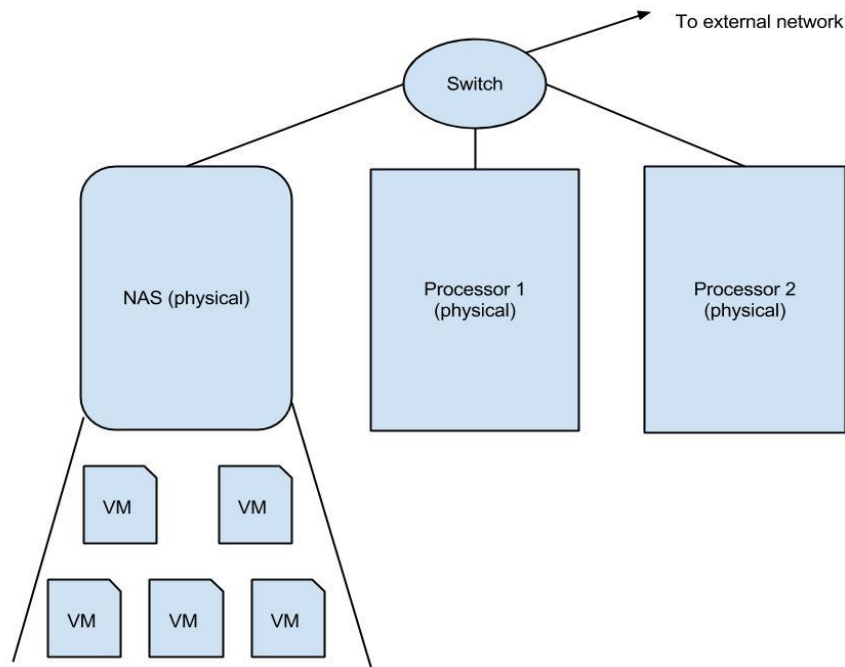 To external network
Switch
NAS (physical)
Processor 1
(physical)
Processor 2
(physical)
VM
VM
VM
VM
VM